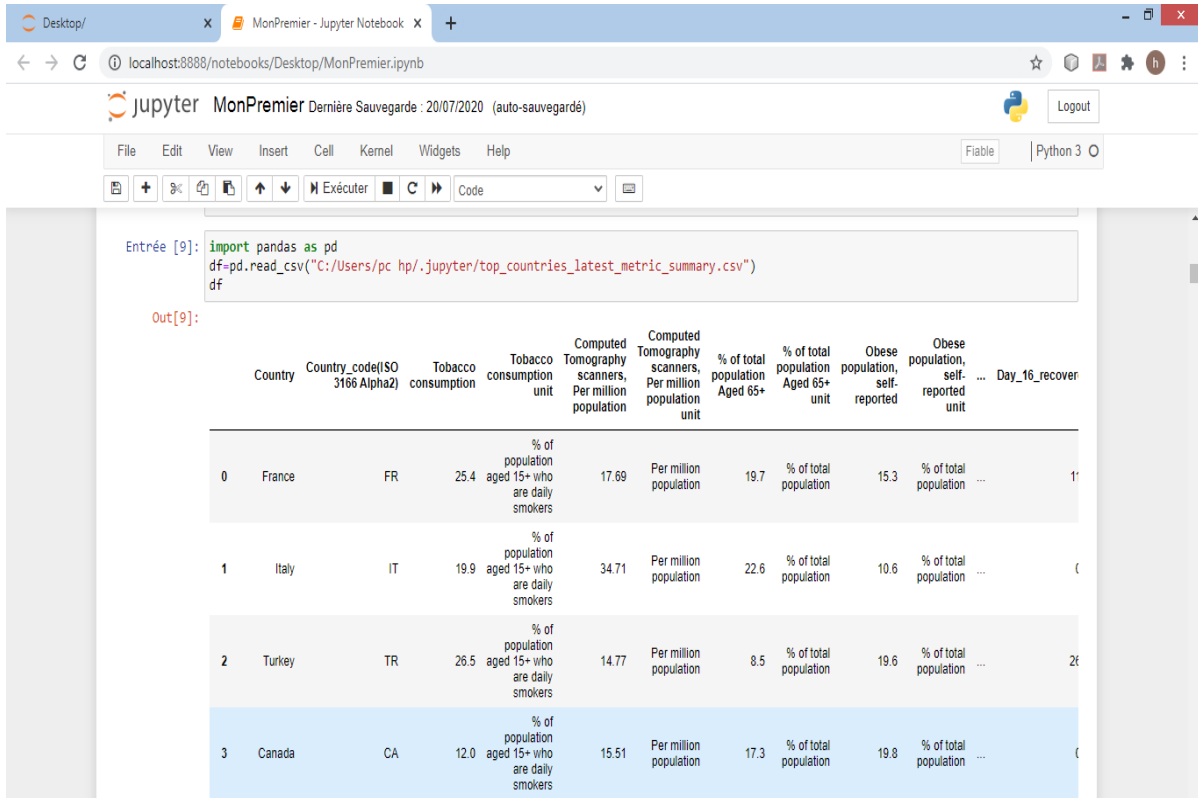 Desktop/
MonPremier - Jupyter Notebook
localhost:8888/notebooks/Desktop/MonPremier.ipynb
h
jupyter MonPremier Dernière Sauvegarde : 20/07/2020 (auto-sauvegardé)
Logout
File Edit View Insert Cell Kernel Widgets Help
Fiable
Python 3
Exécuter
Code
Entrée [9]: import pandas as pd
df=pd.read_csv("C:/Users/pc hp/.jupyter/top_countries_latest_metric_summary.csv")
df
Out[9]:
Country
Country_code(ISO
3166 Alpha2)
Tobacco
consumption
Tobacco
consumption
unit
Computed
Tomography
scanners,
Per million
population
Computed
Tomography
scanners,
Per million
population
unit
% of total
population
Aged 65+
% of total
population
Aged 65+
unit
Obese
population,
self-
reported
Obese
population,
self-
reported
unit
...
Day_16_recover
0 France FR 25.4
% of
population
aged 15+ who
are daily
smokers
17.69
Per million
population
19.7
% of total
population
15.3
% of total
population
...
11
1 Italy IT 19.9
% of
population
aged 15+ who
are daily
smokers
34.71
Per million
population
22.6
% of total
population
10.6
% of total
population
...
2 Turkey TR 26.5
% of
population
aged 15+ who
are daily
smokers
14.77
Per million
population
8.5
% of total
population
19.6
% of total
population
...
26
3 Canada CA 12.0
% of
population
aged 15+ who
are daily
smokers
15.51
Per million
population
17.3
% of total
population
19.8
% of total
population
...